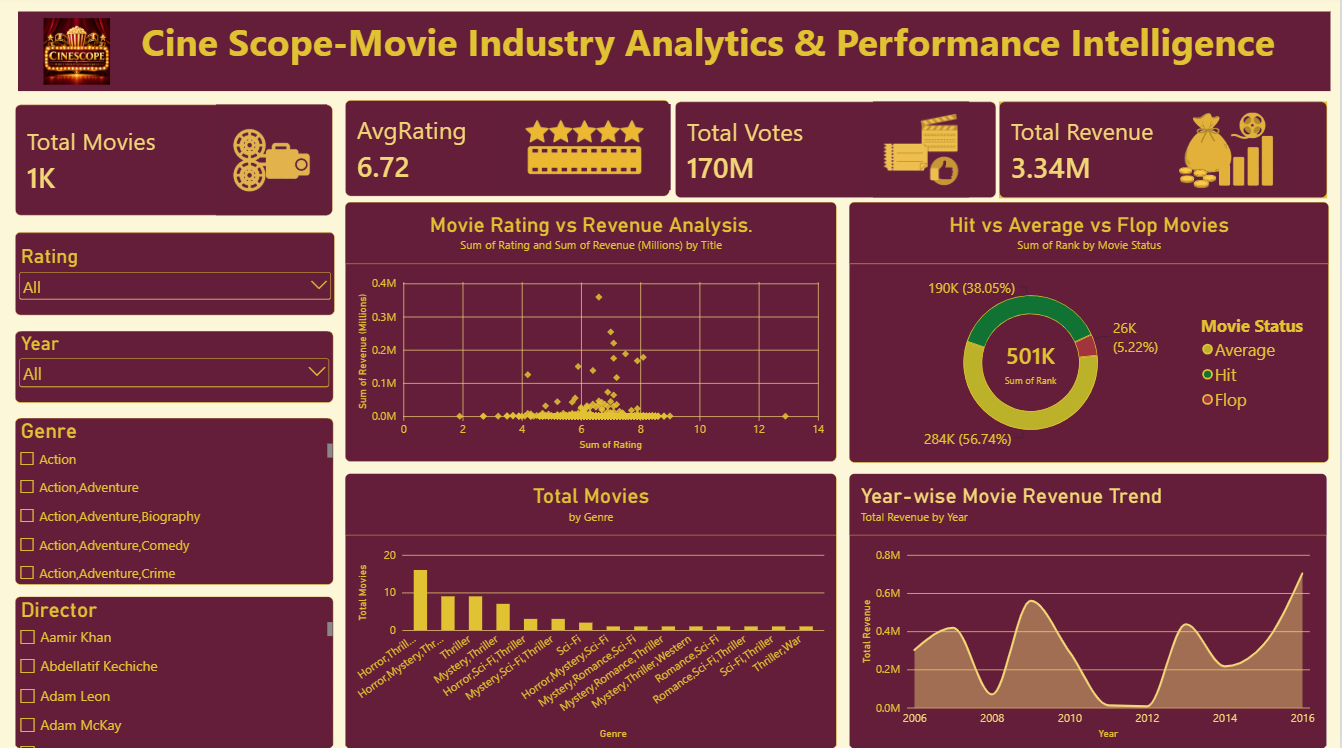 CINESCOPE
Cine Scope-Movie Industry Analytics & Performance Intelligence
Total Movies
1K
AvgRating
6.72
Total Votes
170M
Total Revenue
3.34M
Rating
All
Year
All
Genre
Action
Action,Adventure
Action,Adventure,Biography
Action,Adventure,Comedy
Action,Adventure,Crime
Director
Aamir Khan
Abdellatif Kechiche
Adam Leon
Adam McKay
Movie Rating vs Revenue Analysis.
Sum of Rating and Sum of Revenue (Millions) by Title
Sum of Revenue (Millions)
0.4M
0.3M
0.2M
0.1M
0.0M
0 2 4 6 8 10 12 14
Sum of Rating
Hit vs Average vs Flop Movies
Sum of Rank by Movie Status
190K (38.05%)
26K
(5.22%)
501K
Sum of Rank
284K (56.74%)
Movie Status
Average
Hit
Flop
Total Movies
by Genre
Total Movies
20
10
0
Horror,Thrill...
Horror,Mystery,Thr...
Thriller
Mystery,Thriller
Horror,Sci-Fi,Thriller
Mystery,Sci-Fi,Thriller
Sci-Fi
Horror,Mystery,Sci-Fi
Mystery,Romance,Sci-Fi
Mystery,Romance,Thriller
Mystery,Thriller,Western
Romance,Sci-Fi
Romance,Sci-Fi,Thriller
Sci-Fi,Thriller
Thriller,War
Genre
Year-wise Movie Revenue Trend
Total Revenue by Year
Total Revenue
0.8M
0.6M
0.4M
0.2M
0.0M
2006 2008 2010 2012 2014 2016
Year